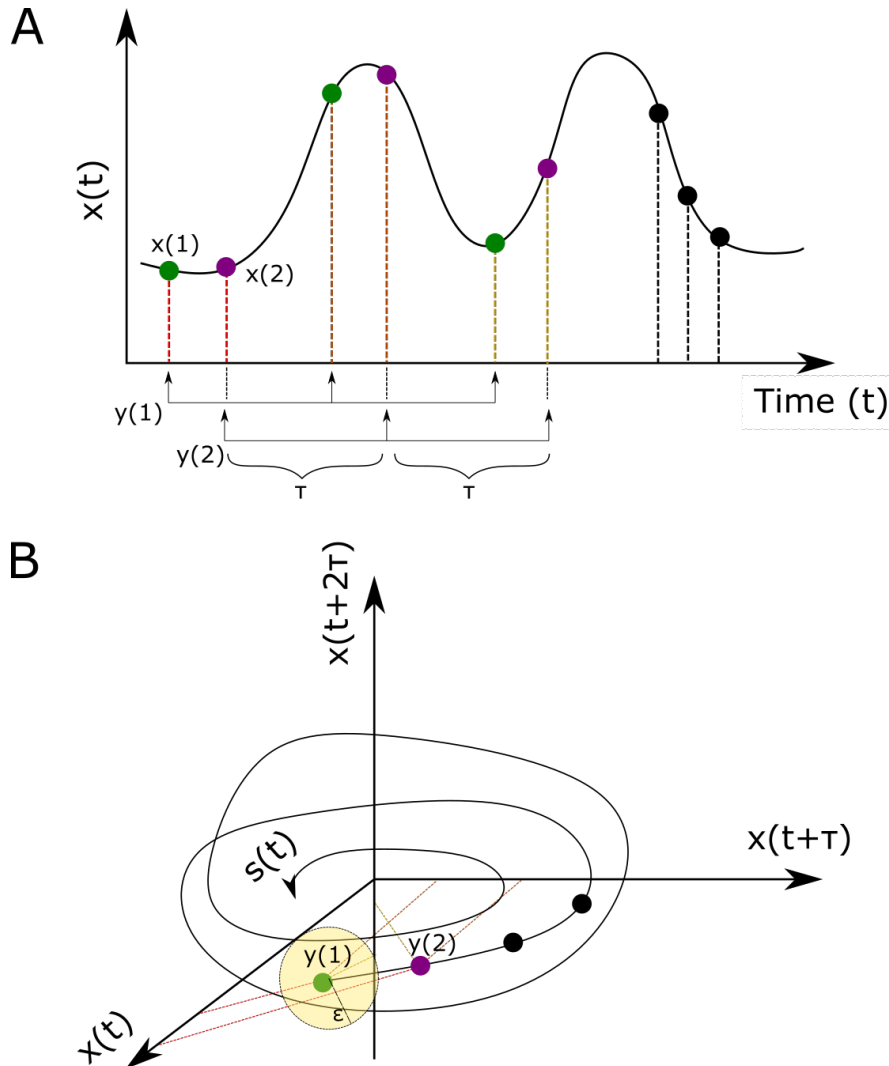 A
x(t)
x(1)
x(2)
Time (t)
y(1)
y(2)
τ
τ
B
x(t+2τ)
x(t+τ)
s(t)
y(1)
y(2)
ε
x(t)